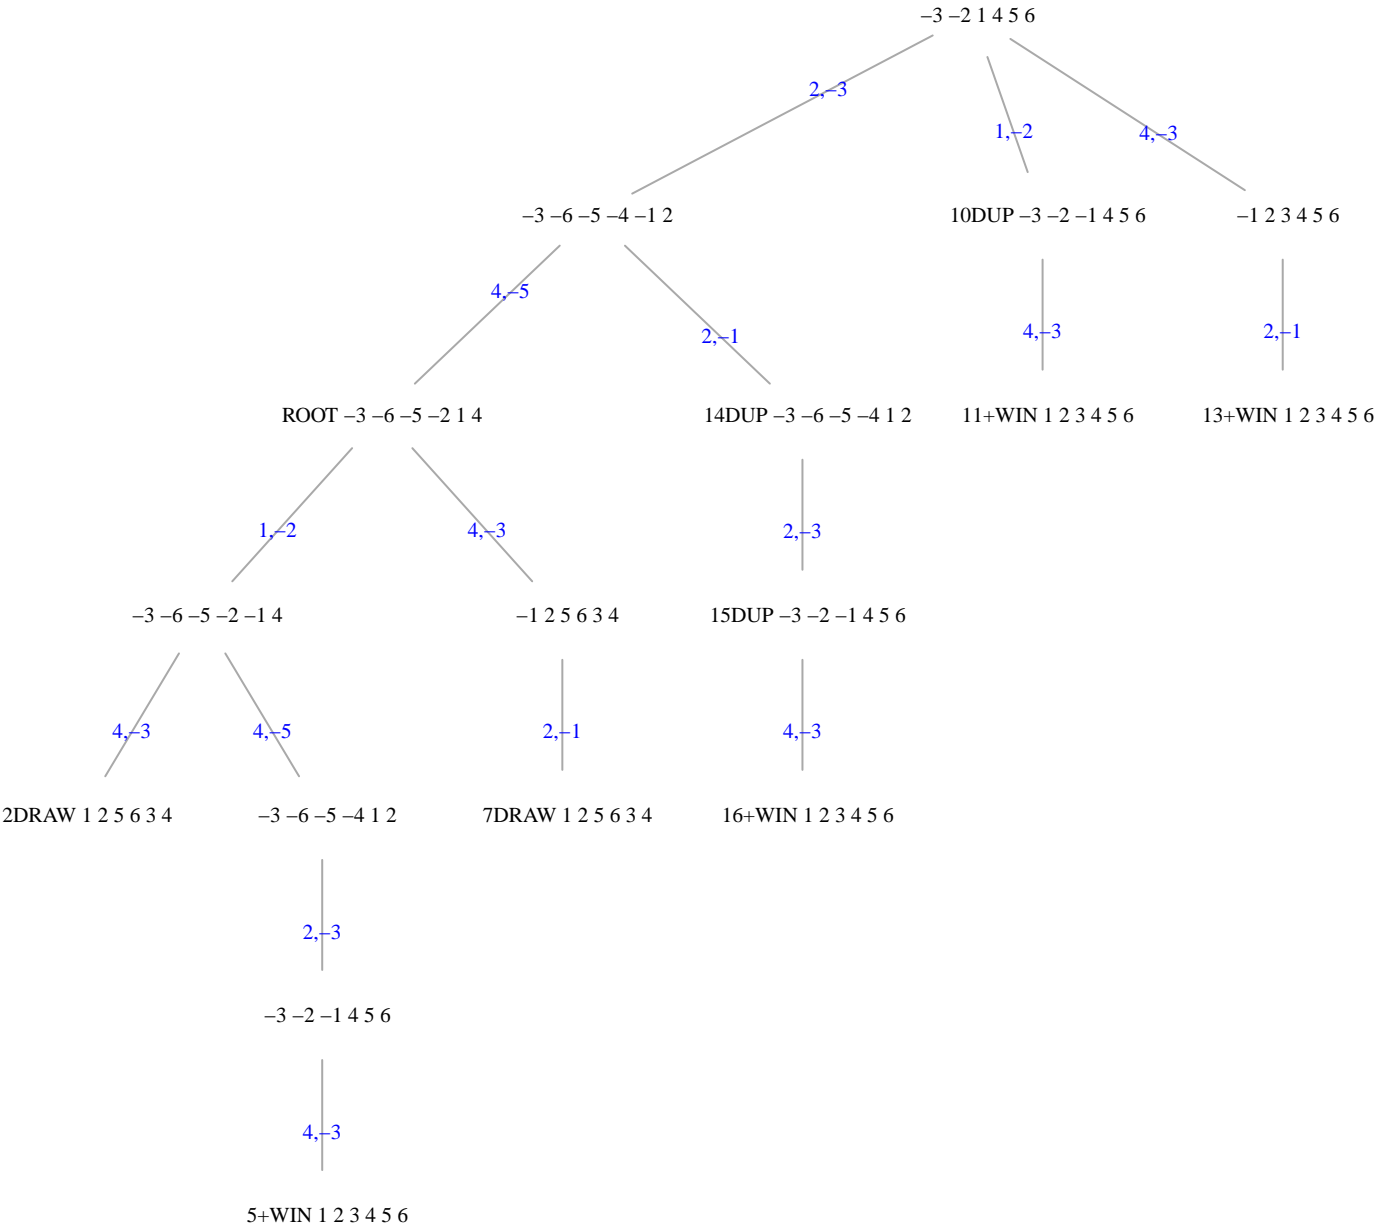 −3 −2 1 4 5 6
2,−3
1,−2
4,−3
−3 −6 −5 −4 −1 2
10DUP −3 −2 −1 4 5 6
−1 2 3 4 5 6
4,−5
2,−1
4,−3
2,−1
ROOT −3 −6 −5 −2 1 4
14DUP −3 −6 −5 −4 1 2
11+WIN 1 2 3 4 5 6
13+WIN 1 2 3 4 5 6
1,−2
4,−3
2,−3
−3 −6 −5 −2 −1 4
−1 2 5 6 3 4
15DUP −3 −2 −1 4 5 6
4,−3
4,−5
2,−1
4,−3
2DRAW 1 2 5 6 3 4
−3 −6 −5 −4 1 2
7DRAW 1 2 5 6 3 4
16+WIN 1 2 3 4 5 6
2,−3
−3 −2 −1 4 5 6
4,−3
5+WIN 1 2 3 4 5 6